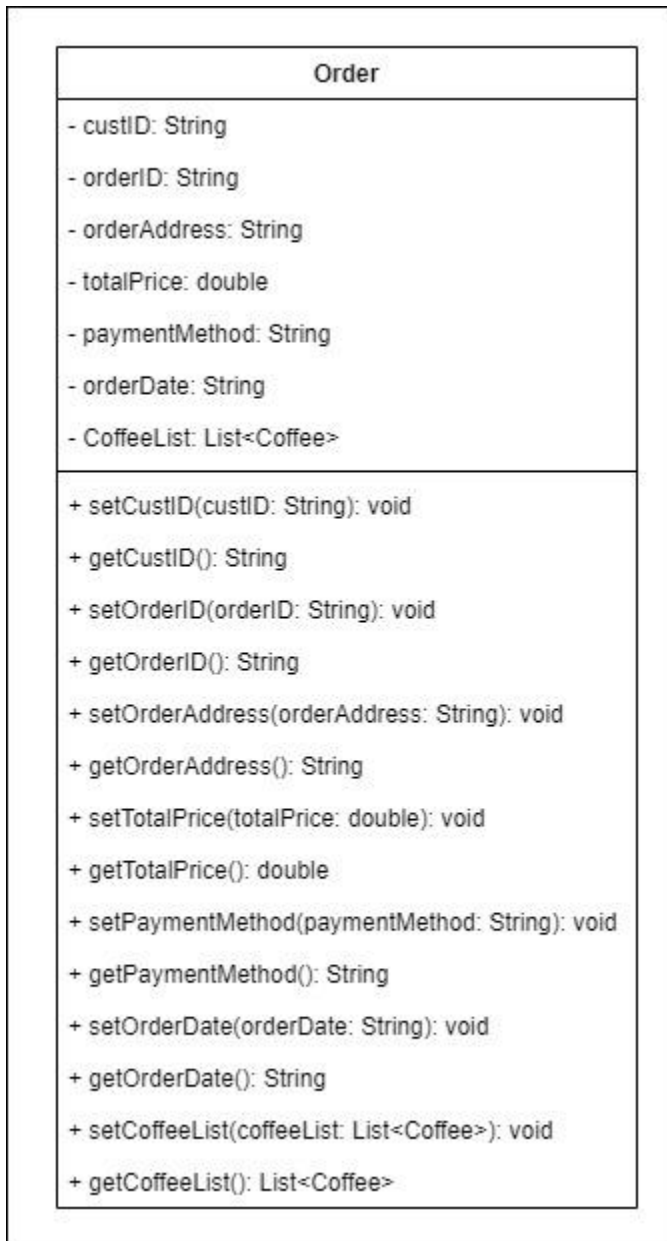 Order
- custID: String
- orderID: String
- orderAddress: String
- totalPrice: double
- paymentMethod: String
- orderDate: String
- CoffeeList: List<Coffee>
+ setCustID(custID: String): void
+ getCustID(): String
+ setOrderID(orderID: String): void
+ getOrderID(): String
+ setOrderAddress(orderAddress: String): void
+ getOrderAddress(): String
+ setTotalPrice(totalPrice: double): void
+ getTotalPrice(): double
+ setPaymentMethod(paymentMethod: String): void
+ getPaymentMethod(): String
+ setOrderDate(orderDate: String): void
+ getOrderDate(): String
+ setCoffeeList(coffeeList: List<Coffee>): void
+ getCoffeeList(): List<Coffee>